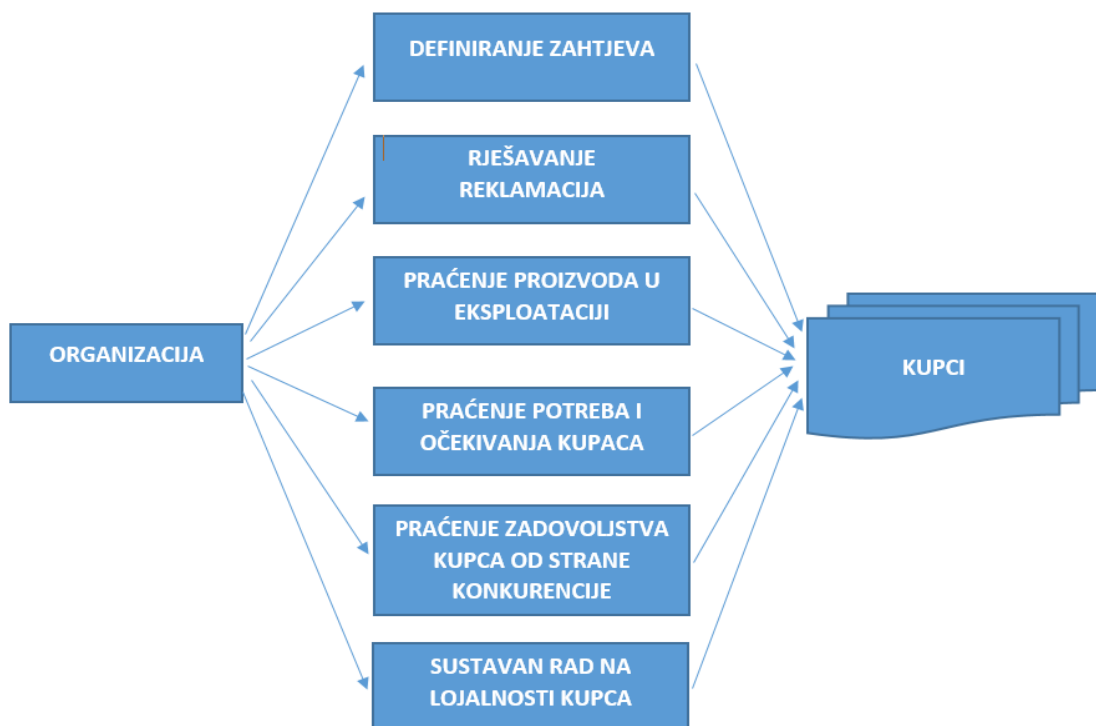 DEFINIRANJE ZAHTJEVA
RJEŠAVANJE
REKLAMACIJA
PRAĆENJE PROIZVODA U
EKSPLOATACIJI
ORGANIZACIJA
KUPCI
PRAĆENJE POTREBA I
OČEKIVANJA KUPACA
PRAĆENJE ZADOVOLJSTVA
KUPCA OD STRANE
KONKURENCIJE
SUSTAVAN RAD NA
LOJALNOSTI KUPCA